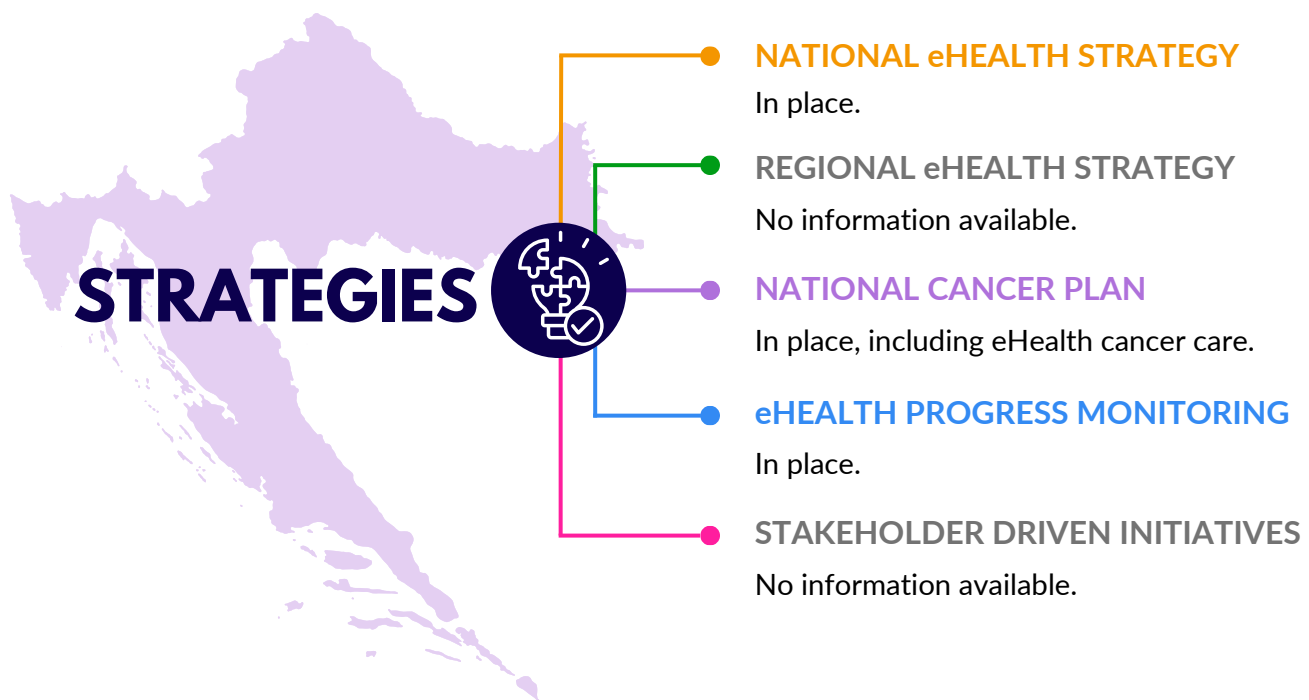 STRATEGIES
NATIONAL eHEALTH STRATEGY
In place.
REGIONAL eHEALTH STRATEGY
No information available.
NATIONAL CANCER PLAN
In place, including eHealth cancer care.
eHEALTH PROGRESS MONITORING
In place.
STAKEHOLDER DRIVEN INITIATIVES
No information available.